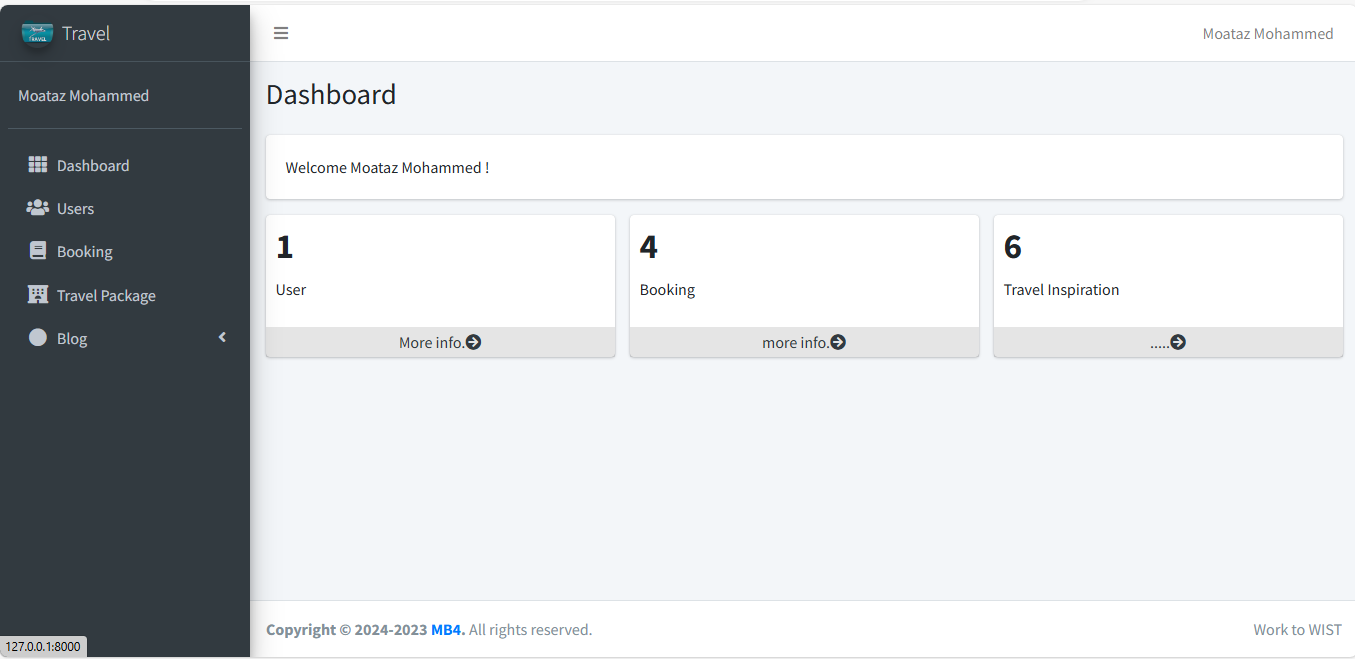 TRAVEL
Travel
Moataz Mohammed
Moataz Mohammed
Dashboard
Users
Booking
Travel Package
Blog
Dashboard
Welcome Moataz Mohammed !
1
User
More info.
4
Booking
more info.
6
Travel Inspiration
.....
Copyright © 2024-2023 MB4. All rights reserved.
Work to WIST
127.0.0.1:8000